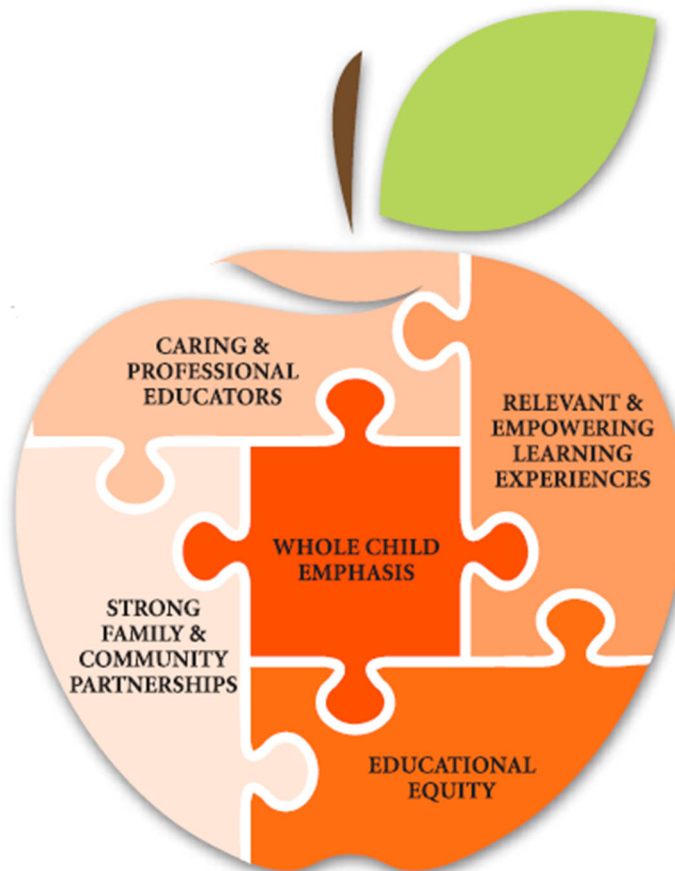 CARING &
PROFESSIONAL
EDUCATORS
RELEVANT &
EMPOWERING
LEARNING
EXPERIENCES
WHOLE CHILD
EMPHASIS
STRONG
FAMILY &
COMMUNITY
PARTNERSHIPS
EDUCATIONAL
EQUITY